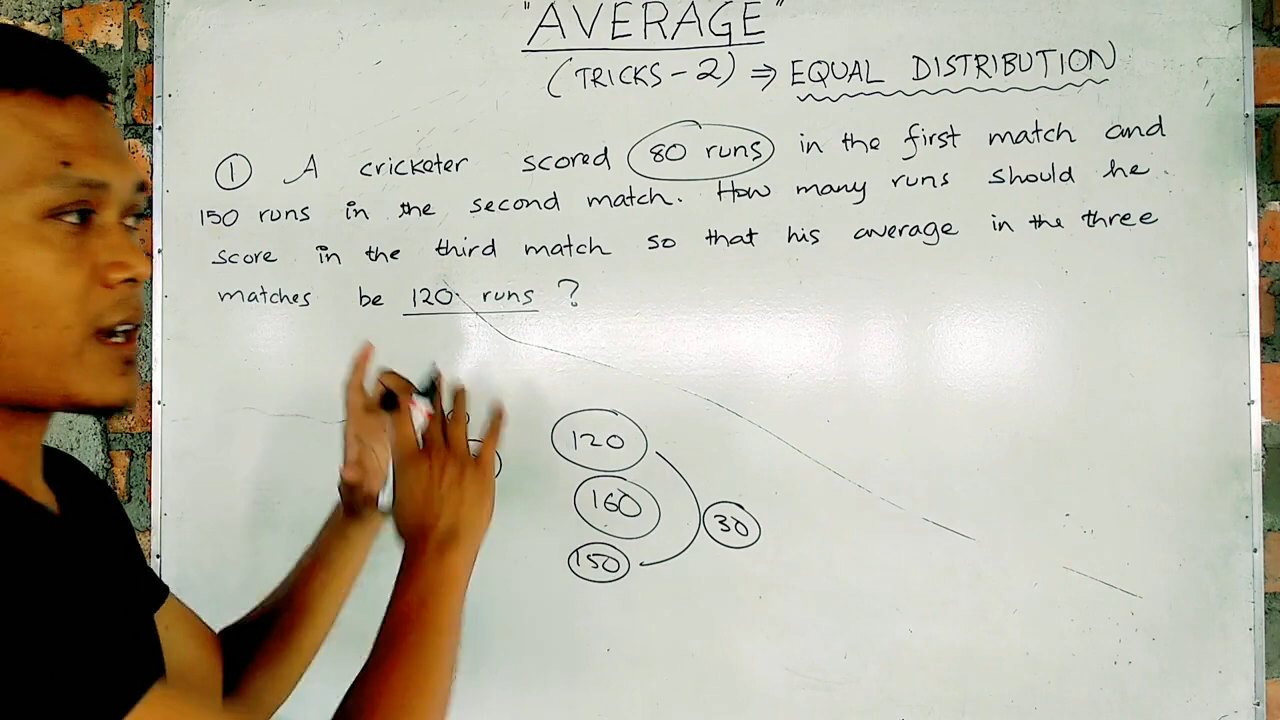 "AVERAGE"
(TRICKS-2) ⇒ EQUAL DISTRIBUTION
① A cricketer scored 80 runs in the first match and
150 runs in the second match. How many runs should he
score in the third match so that his average in the three
matches be 120 runs ?
120
160
30
150